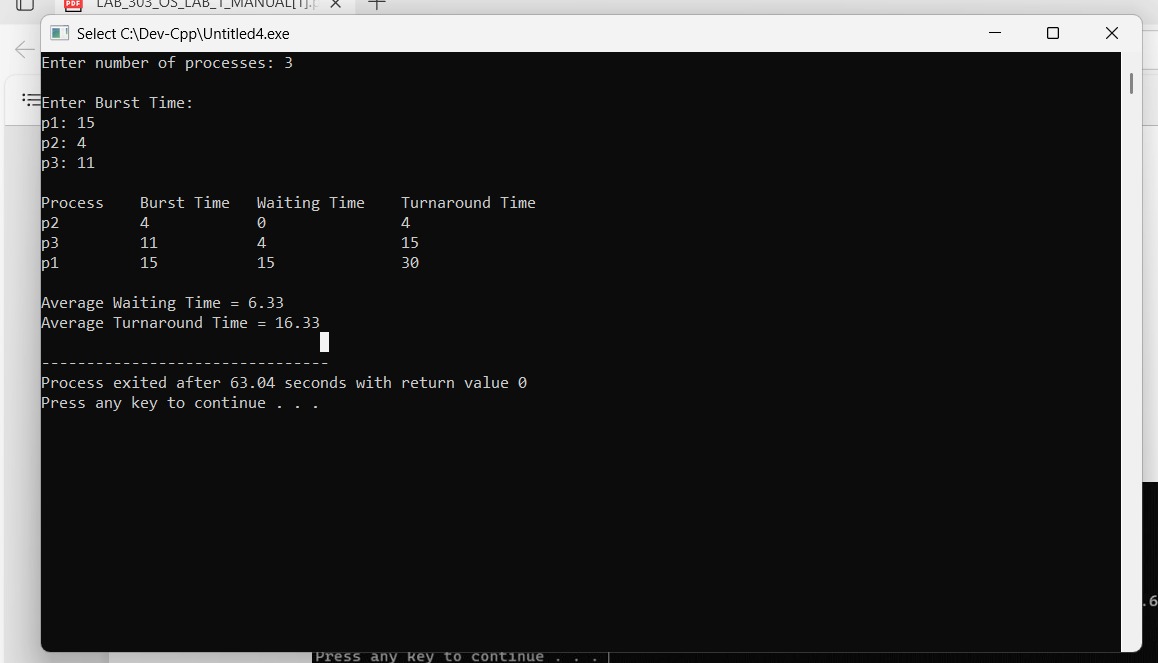 LAB_303_OS_LAB_1_MANUAL[1].p
Select C:\Dev-Cpp\Untitled4.exe
Enter number of processes: 3
Enter Burst Time:
p1: 15
p2: 4
p3: 11
Process Burst Time Waiting Time Turnaround Time
p2 4 0 4
p3 11 4 15
p1 15 15 30
Average Waiting Time = 6.33
Average Turnaround Time = 16.33
--------------------------------
Process exited after 63.04 seconds with return value 0
Press any key to continue . . .
.6
Press any key to continue . . .